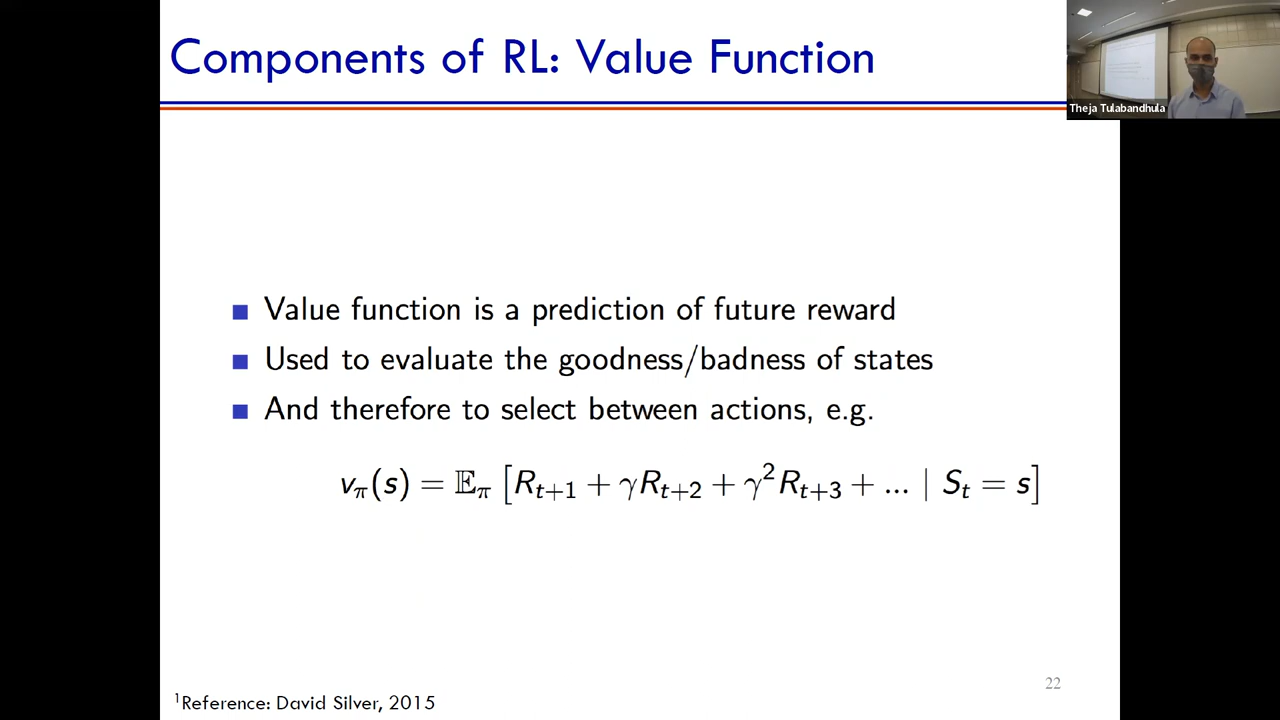 Components of RL: Value Function
Theja Tulabandhula
■ Value function is a prediction of future reward
■ Used to evaluate the goodness/badness of states
■ And therefore to select between actions, e.g.
vπ(s) = 𝔼π [Rt+1 + γRt+2 + γ²Rt+3 + ... | St = s]
22
¹Reference: David Silver, 2015